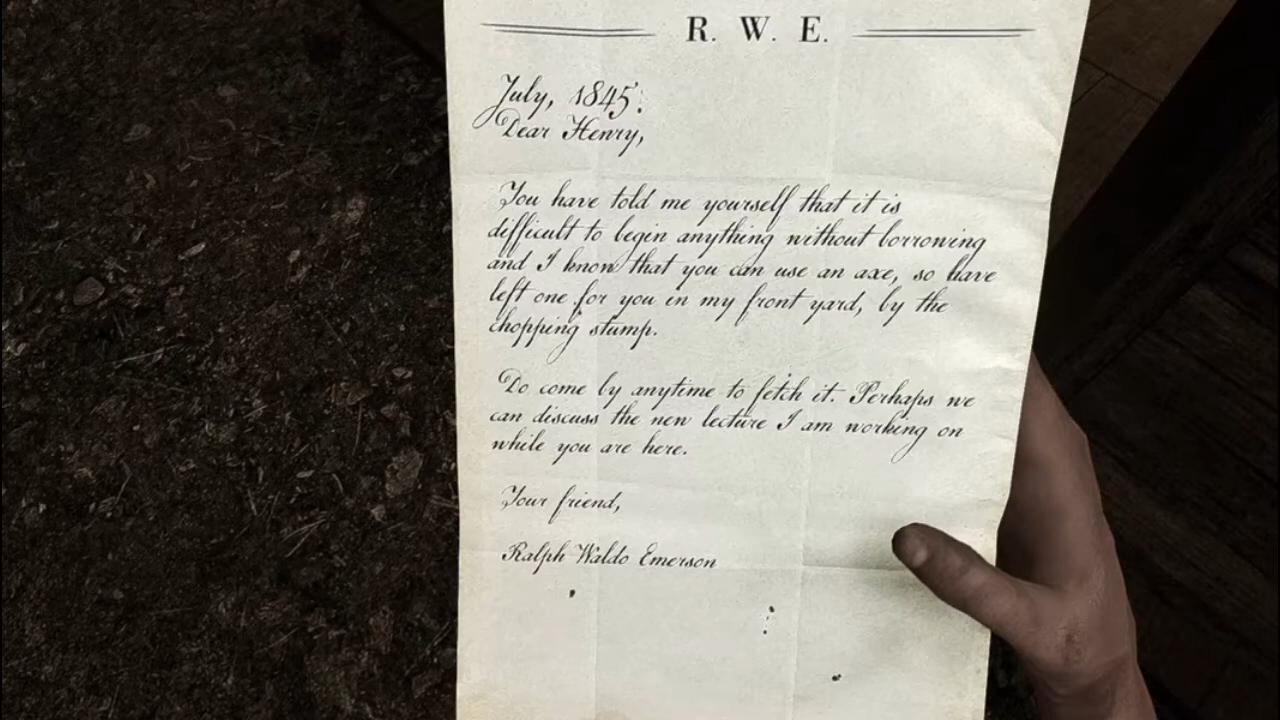 R. W. E.
July, 1845.
Dear Henry,
You have told me yourself that it is
difficult to begin anything without borrowing
and I know that you can use an axe, so have
left one for you in my front yard, by the
chopping stump.
Do come by anytime to fetch it. Perhaps we
can discuss the new lecture I am working on
while you are here.
Your friend,
Ralph Waldo Emerson